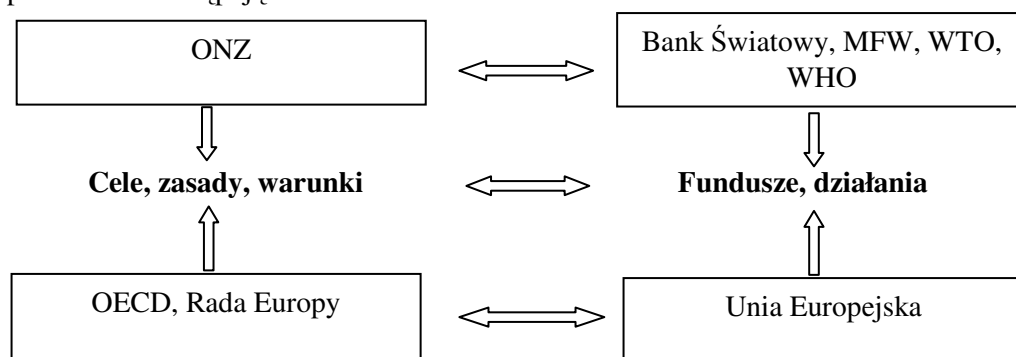 ONZ
Bank Światowy, MFW, WTO,
WHO
Cele, zasady, warunki
Fundusze, działania
OECD, Rada Europy
Unia Europejska